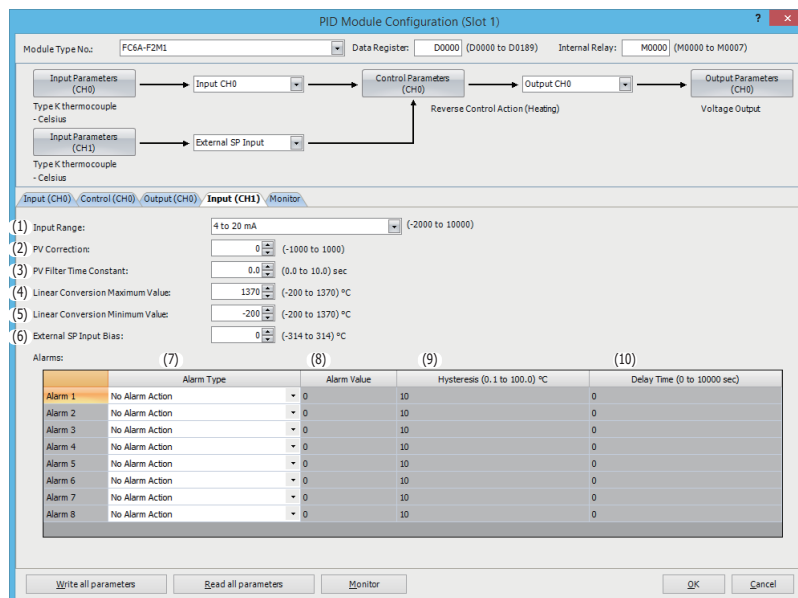 PID Module Configuration (Slot 1)
? ×
Module Type No.: FC6A-F2M1 Data Register: D0000 (D0000 to D0189) Internal Relay: M0000 (M0000 to M0007)
Input Parameters (CH0)
Input CH0
Control Parameters (CH0)
Output CH0
Output Parameters (CH0)
Type K thermocouple
- Celsius
Reverse Control Action (Heating)
Voltage Output
Input Parameters (CH1)
External SP Input
Type K thermocouple
- Celsius
Input (CH0) Control (CH0) Output (CH0) Input (CH1) Monitor
(1) Input Range: 4 to 20 mA (-2000 to 10000)
(2) PV Correction: 0 (-1000 to 1000)
(3) PV Filter Time Constant: 0.0 (0.0 to 10.0) sec
(4) Linear Conversion Maximum Value: 1370 (-200 to 1370) °C
(5) Linear Conversion Minimum Value: -200 (-200 to 1370) °C
(6) External SP Input Bias: 0 (-314 to 314) °C
Alarms: (7) (8) (9) (10)
Alarm Type Alarm Value Hysteresis (0.1 to 100.0) °C Delay Time (0 to 10000 sec)
Alarm 1 No Alarm Action 0 10 0
Alarm 2 No Alarm Action 0 10 0
Alarm 3 No Alarm Action 0 10 0
Alarm 4 No Alarm Action 0 10 0
Alarm 5 No Alarm Action 0 10 0
Alarm 6 No Alarm Action 0 10 0
Alarm 7 No Alarm Action 0 10 0
Alarm 8 No Alarm Action 0 10 0
Write all parameters Read all parameters Monitor OK Cancel